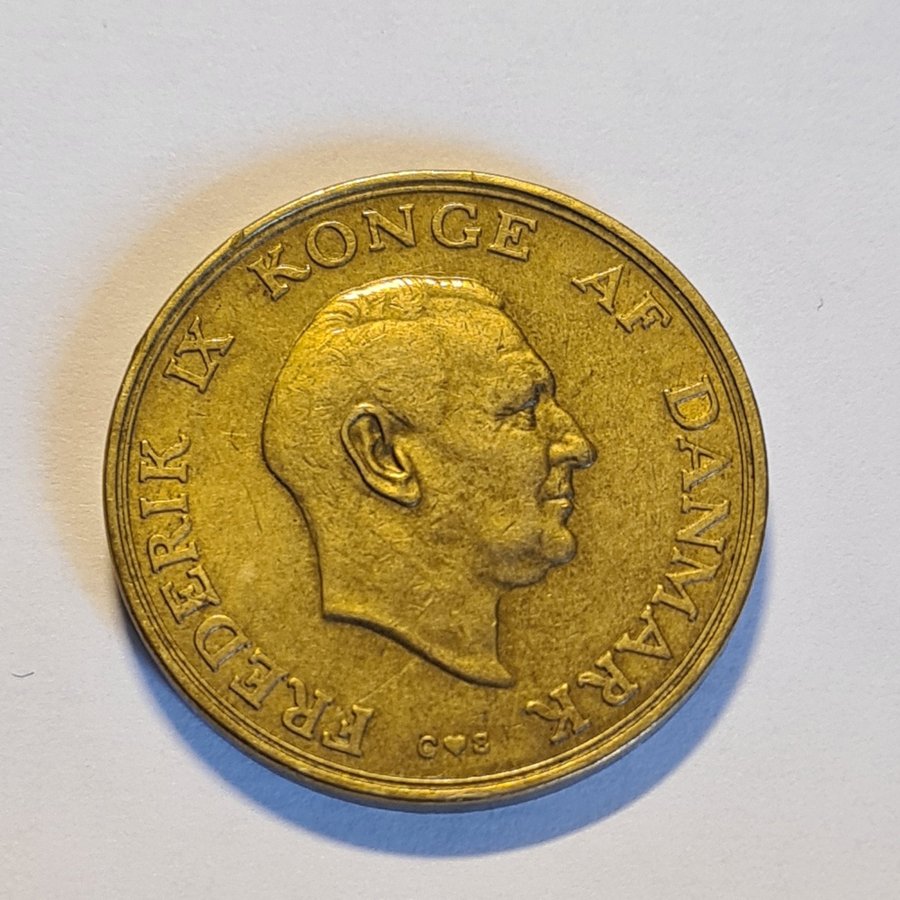 FREDERIK IX KONGE AF DANMARK
C♥S